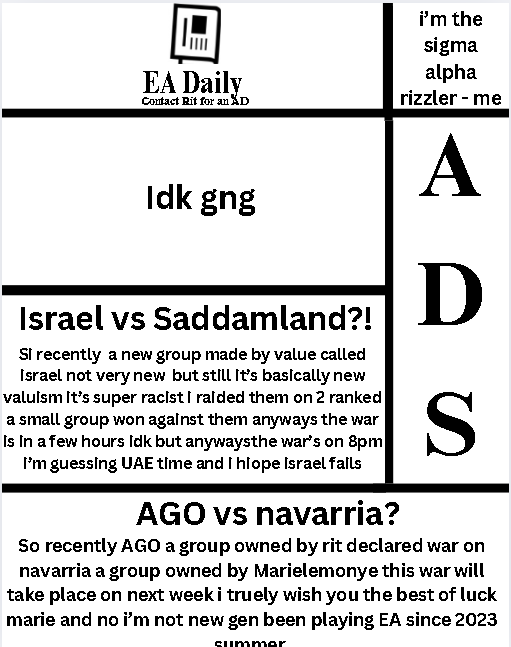 EA Daily
Contact Rit for an AD
i'm the
sigma
alpha
rizzler - me
Idk gng
A
D
S
Israel vs Saddamland?!
Si recently a new group made by value called
israel not very new but still it's basically new
valuism it's super racist i raided them on 2 ranked
a small group won against them anyways the war
is in a few hours idk but anywaysthe war's on 8pm
i'm guessing UAE time and i hiope israel fails
AGO vs navarria?
So recently AGO a group owned by rit declared war on
navarria a group owned by Marielemonye this war will
take place on next week i truely wish you the best of luck
marie and no i'm not new gen been playing EA since 2023
summer